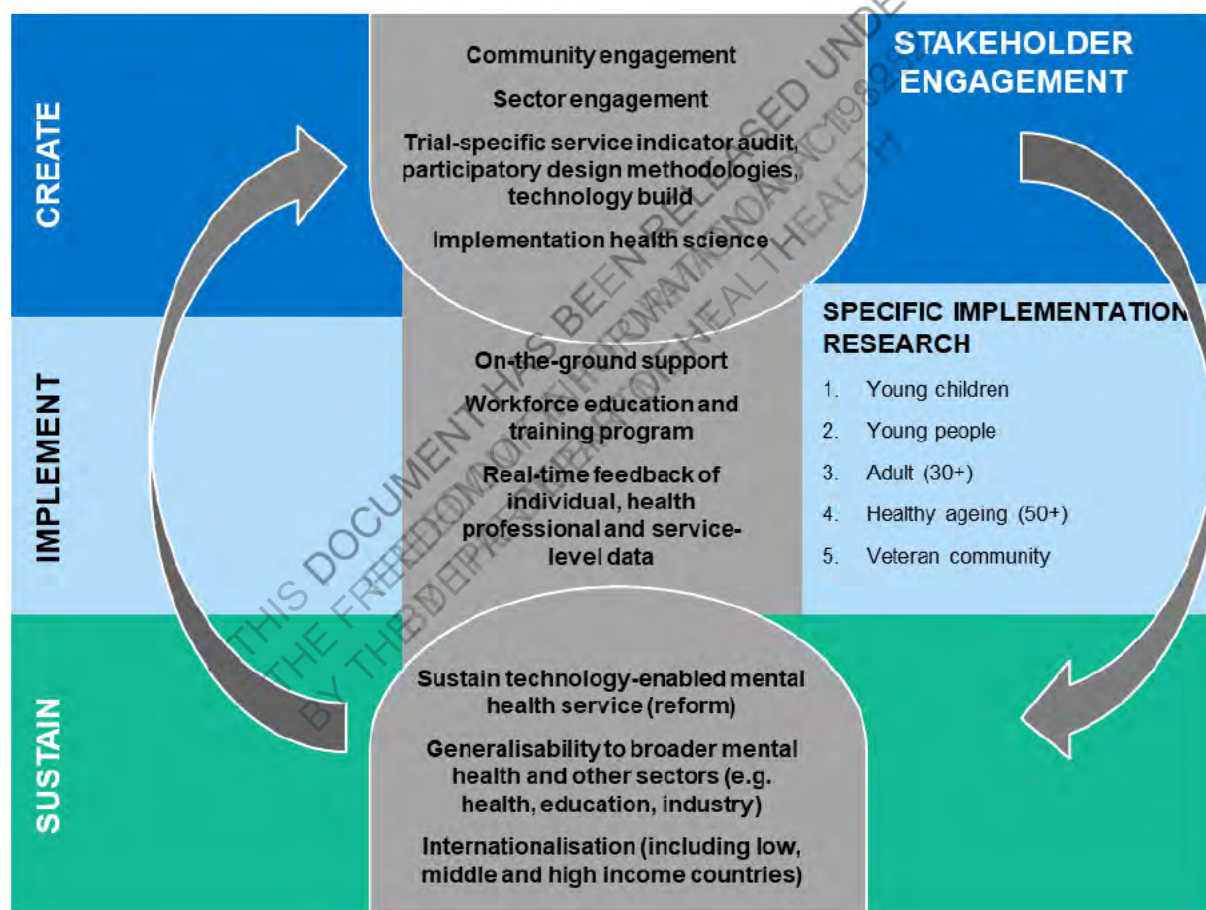 CREATE
Community engagement
Sector engagement
Trial-specific service indicator audit,
participatory design methodologies,
technology build
Implementation health science
STAKEHOLDER
ENGAGEMENT
IMPLEMENT
On-the-ground support
Workforce education and
training program
Real-time feedback of
individual, health
professional and service-
level data
SPECIFIC IMPLEMENTATION
RESEARCH
1. Young children
2. Young people
3. Adult (30+)
4. Healthy ageing (50+)
5. Veteran community
SUSTAIN
Sustain technology-enabled mental
health service (reform)
Generalisability to broader mental
health and other sectors (e.g.
health, education, industry)
Internationalisation (including low,
middle and high income countries)
THIS DOCUMENT HAS BEEN RELEASED UNDE
THE FREEDOM OF INFORMATION ACT 1982
BY THE DEPARTMENT OF HEALTH